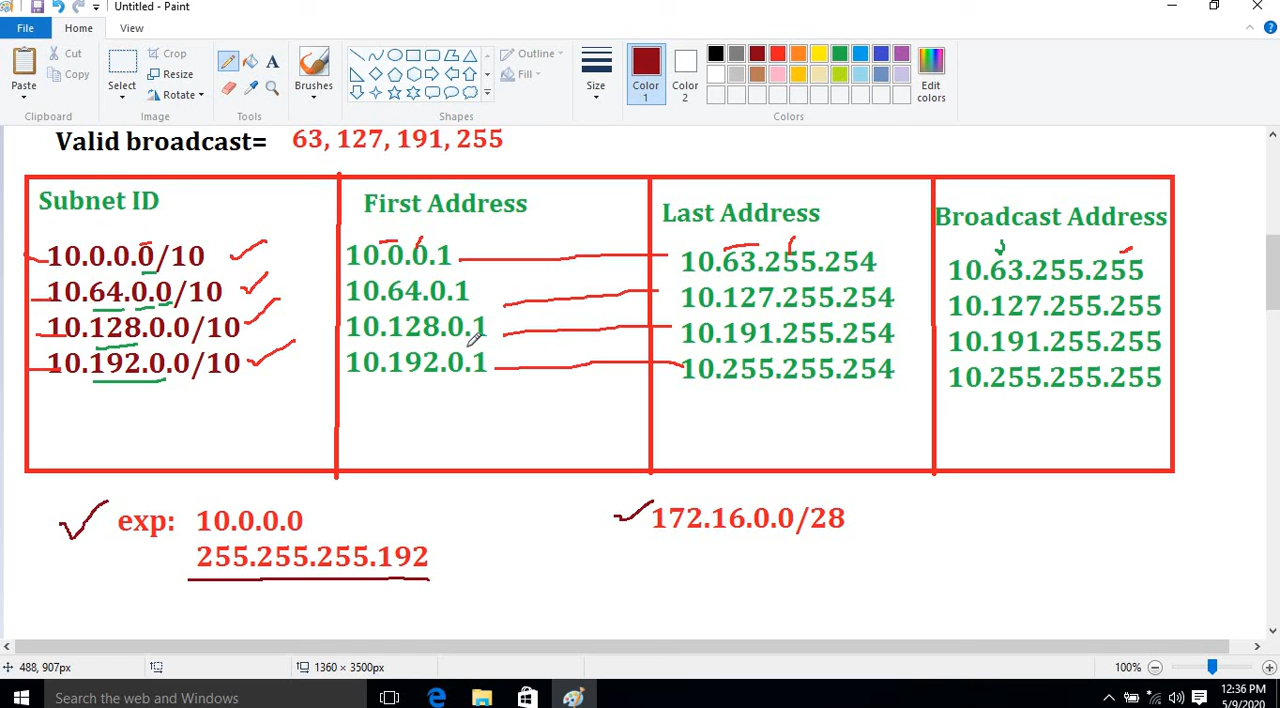 Untitled - Paint
File
Home
View
Paste
Cut
Copy
Select
Crop
Resize
Rotate
Brushes
Outline
Fill
Size
Color 1
Color 2
Edit colors
Clipboard
Image
Tools
Shapes
Colors
Valid broadcast= 63, 127, 191, 255
Subnet ID
10.0.0.0/10
10.64.0.0/10
10.128.0.0/10
10.192.0.0/10
First Address
10.0.0.1
10.64.0.1
10.128.0.1
10.192.0.1
Last Address
10.63.255.254
10.127.255.254
10.191.255.254
10.255.255.254
Broadcast Address
10.63.255.255
10.127.255.255
10.191.255.255
10.255.255.255
exp: 10.0.0.0
255.255.255.192
172.16.0.0/28
488, 907px
1360 × 3500px
100%
Search the web and Windows
12:36 PM
5/9/2020